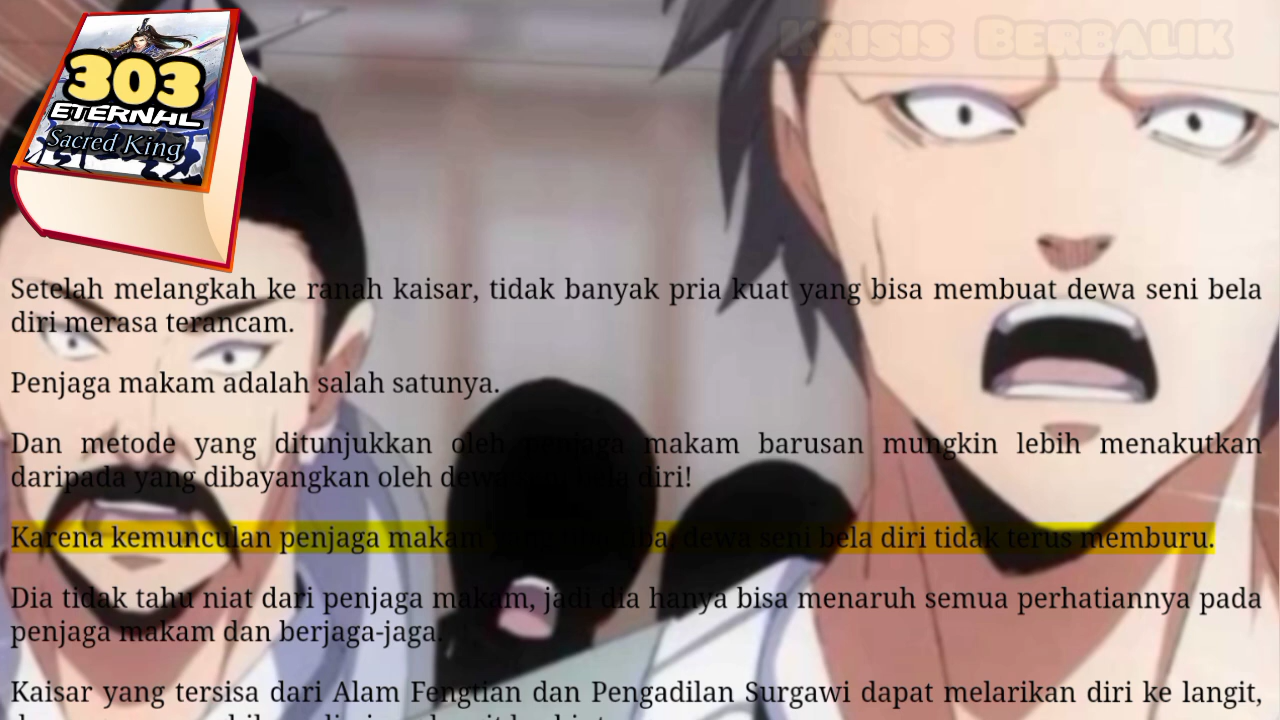 Krisis Berbalik
303
ETERNAL
Sacred King
Setelah melangkah ke ranah kaisar, tidak banyak pria kuat yang bisa membuat dewa seni bela
diri merasa terancam.
Penjaga makam adalah salah satunya.
Dan metode yang ditunjukkan oleh penjaga makam barusan mungkin lebih menakutkan
daripada yang dibayangkan oleh dewa seni bela diri!
Karena kemunculan penjaga makam dewa seni bela diri tidak terus memburu.
Dia tidak tahu niat dari penjaga makam, jadi dia hanya bisa menaruh semua perhatiannya pada
penjaga makam dan berjaga-jaga.
Kaisar yang tersisa dari Alam Fengtian dan Pengadilan Surgawi dapat melarikan diri ke langit,